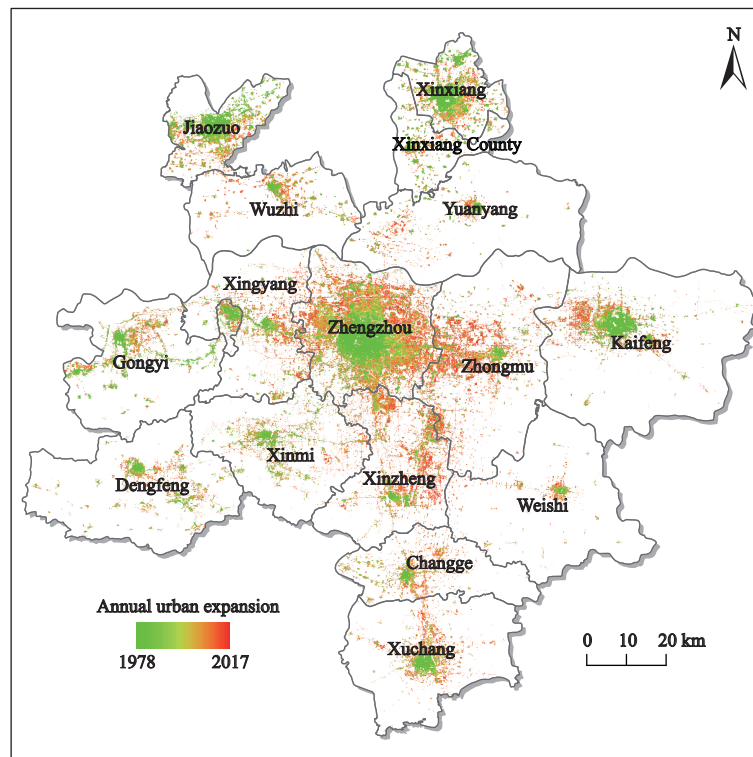 N
Xinxiang
Jiaozuo
Xinxiang County
Wuzhi
Yuanyang
Xingyang
Zhengzhou
Kaifeng
Gongyi
Zhongmu
Xinmi
Xinzheng
Dengfeng
Weishi
Changge
Annual urban expansion
1978 2017
0 10 20 km
Xuchang